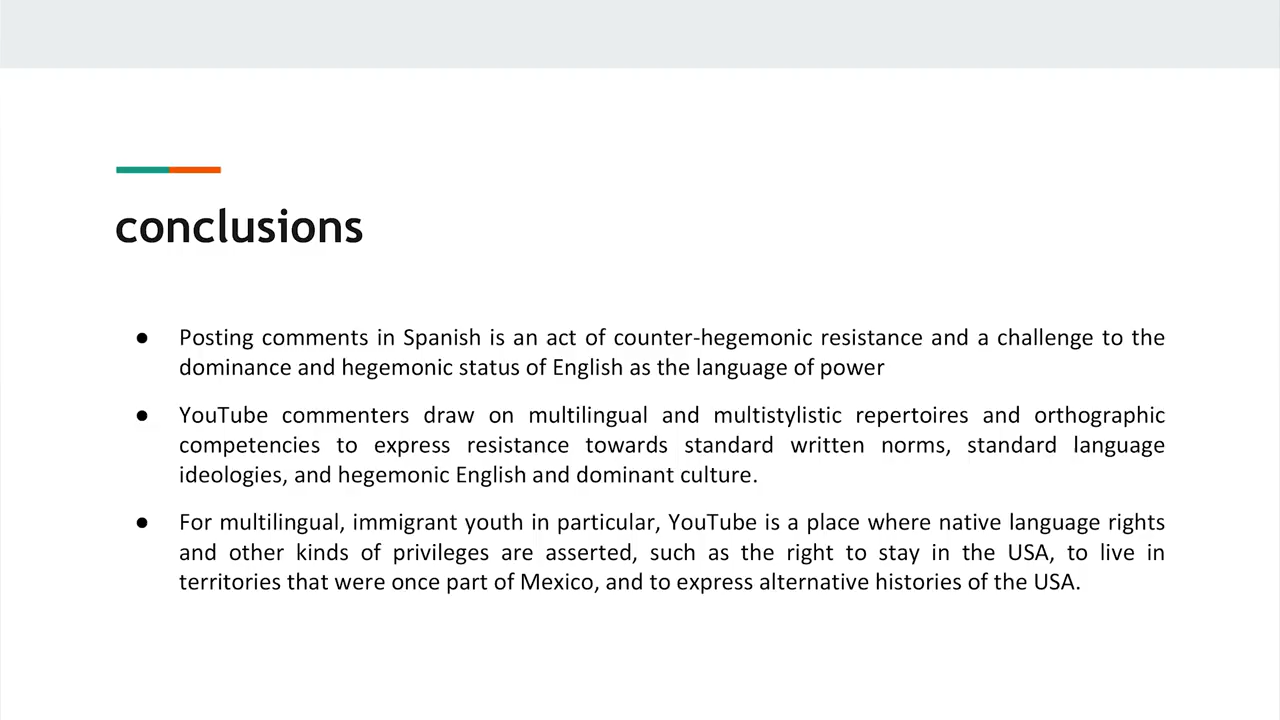 conclusions
● Posting comments in Spanish is an act of counter-hegemonic resistance and a challenge to the
dominance and hegemonic status of English as the language of power
● YouTube commenters draw on multilingual and multistylistic repertoires and orthographic
competencies to express resistance towards standard written norms, standard language
ideologies, and hegemonic English and dominant culture.
● For multilingual, immigrant youth in particular, YouTube is a place where native language rights
and other kinds of privileges are asserted, such as the right to stay in the USA, to live in
territories that were once part of Mexico, and to express alternative histories of the USA.